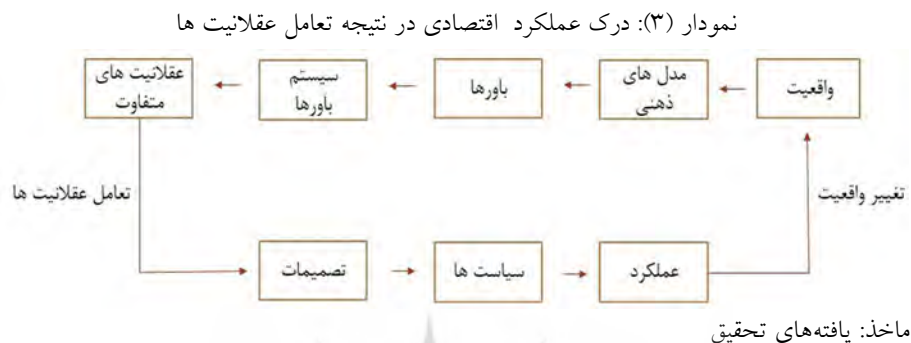 نمودار (۳): درک عملکرد اقتصادی در نتیجه تعامل عقلانیت ها
واقعیت
مدل های
ذهنی
باورها
سیستم
باورها
عقلانیت های
متفاوت
تعامل عقلانیت ها
تغییر واقعیت
تصمیمات
سیاست ها
عملکرد
ماخذ: یافته‌های تحقیق